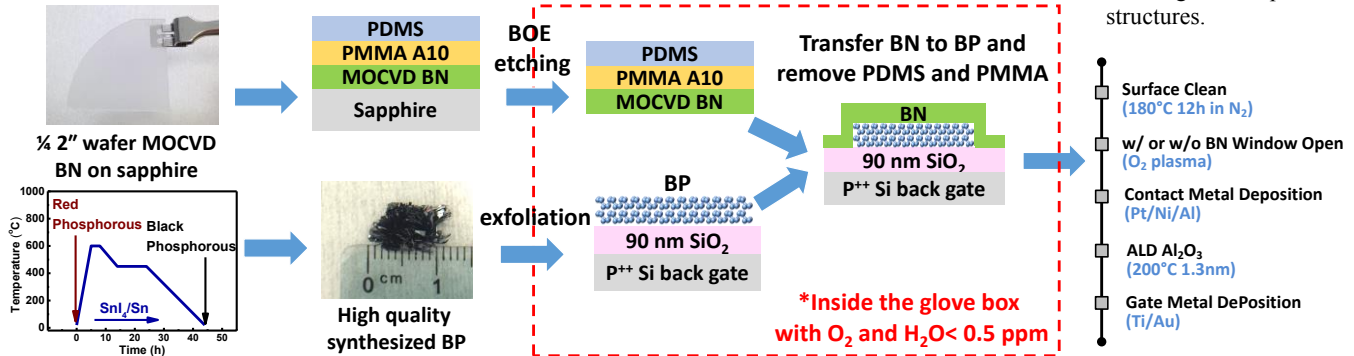 PDMS
PMMA A10
MOCVD BN
Sapphire
¼ 2″ wafer MOCVD
BN on sapphire
BOE
etching
PDMS
PMMA A10
MOCVD BN
Transfer BN to BP and
remove PDMS and PMMA
BN
90 nm SiO₂
P⁺⁺ Si back gate
Temperature (°C)
1000
800
600
400
200
0
Red
Phosphorous
Black
Phosphorous
SnI₄/Sn
0 10 20 30 40 50
Time (h)
0 cm 1
High quality
synthesized BP
exfoliation
BP
90 nm SiO₂
P⁺⁺ Si back gate
*Inside the glove box
with O₂ and H₂O< 0.5 ppm
structures.
Surface Clean
(180°C 12h in N₂)
w/ or w/o BN Window Open
(O₂ plasma)
Contact Metal Deposition
(Pt/Ni/Al)
ALD Al₂O₃
(200°C 1.3nm)
Gate Metal DePosition
(Ti/Au)